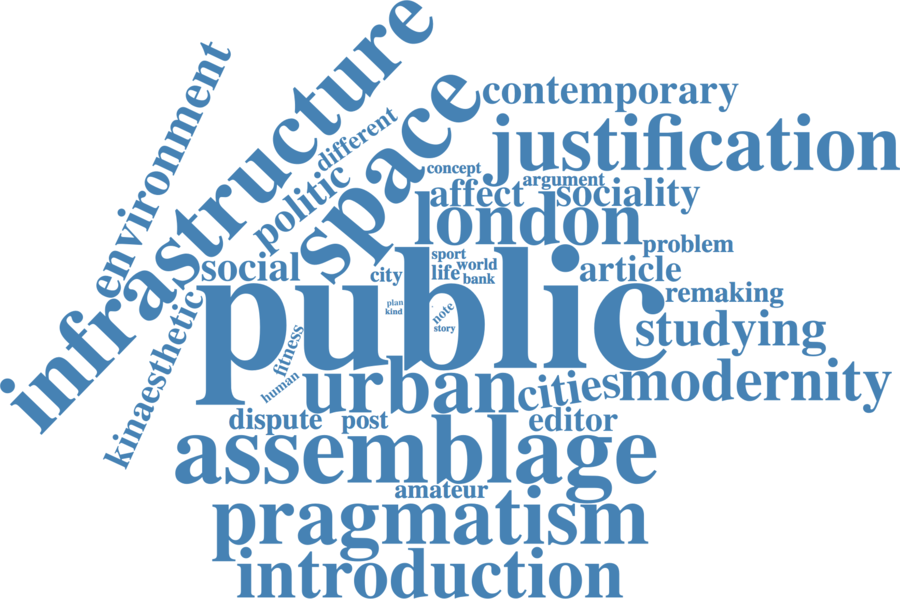 infrastructure
environment
space
contemporary
justification
different
politic
concept
argument
affect
sociality
london
problem
social
city
sport
life
world
bank
article
remaking
public
plan
kind
note
story
studying
kinaesthetic
fitness
human
urban
cities
modernity
dispute
post
editor
assemblage
amateur
pragmatism
introduction